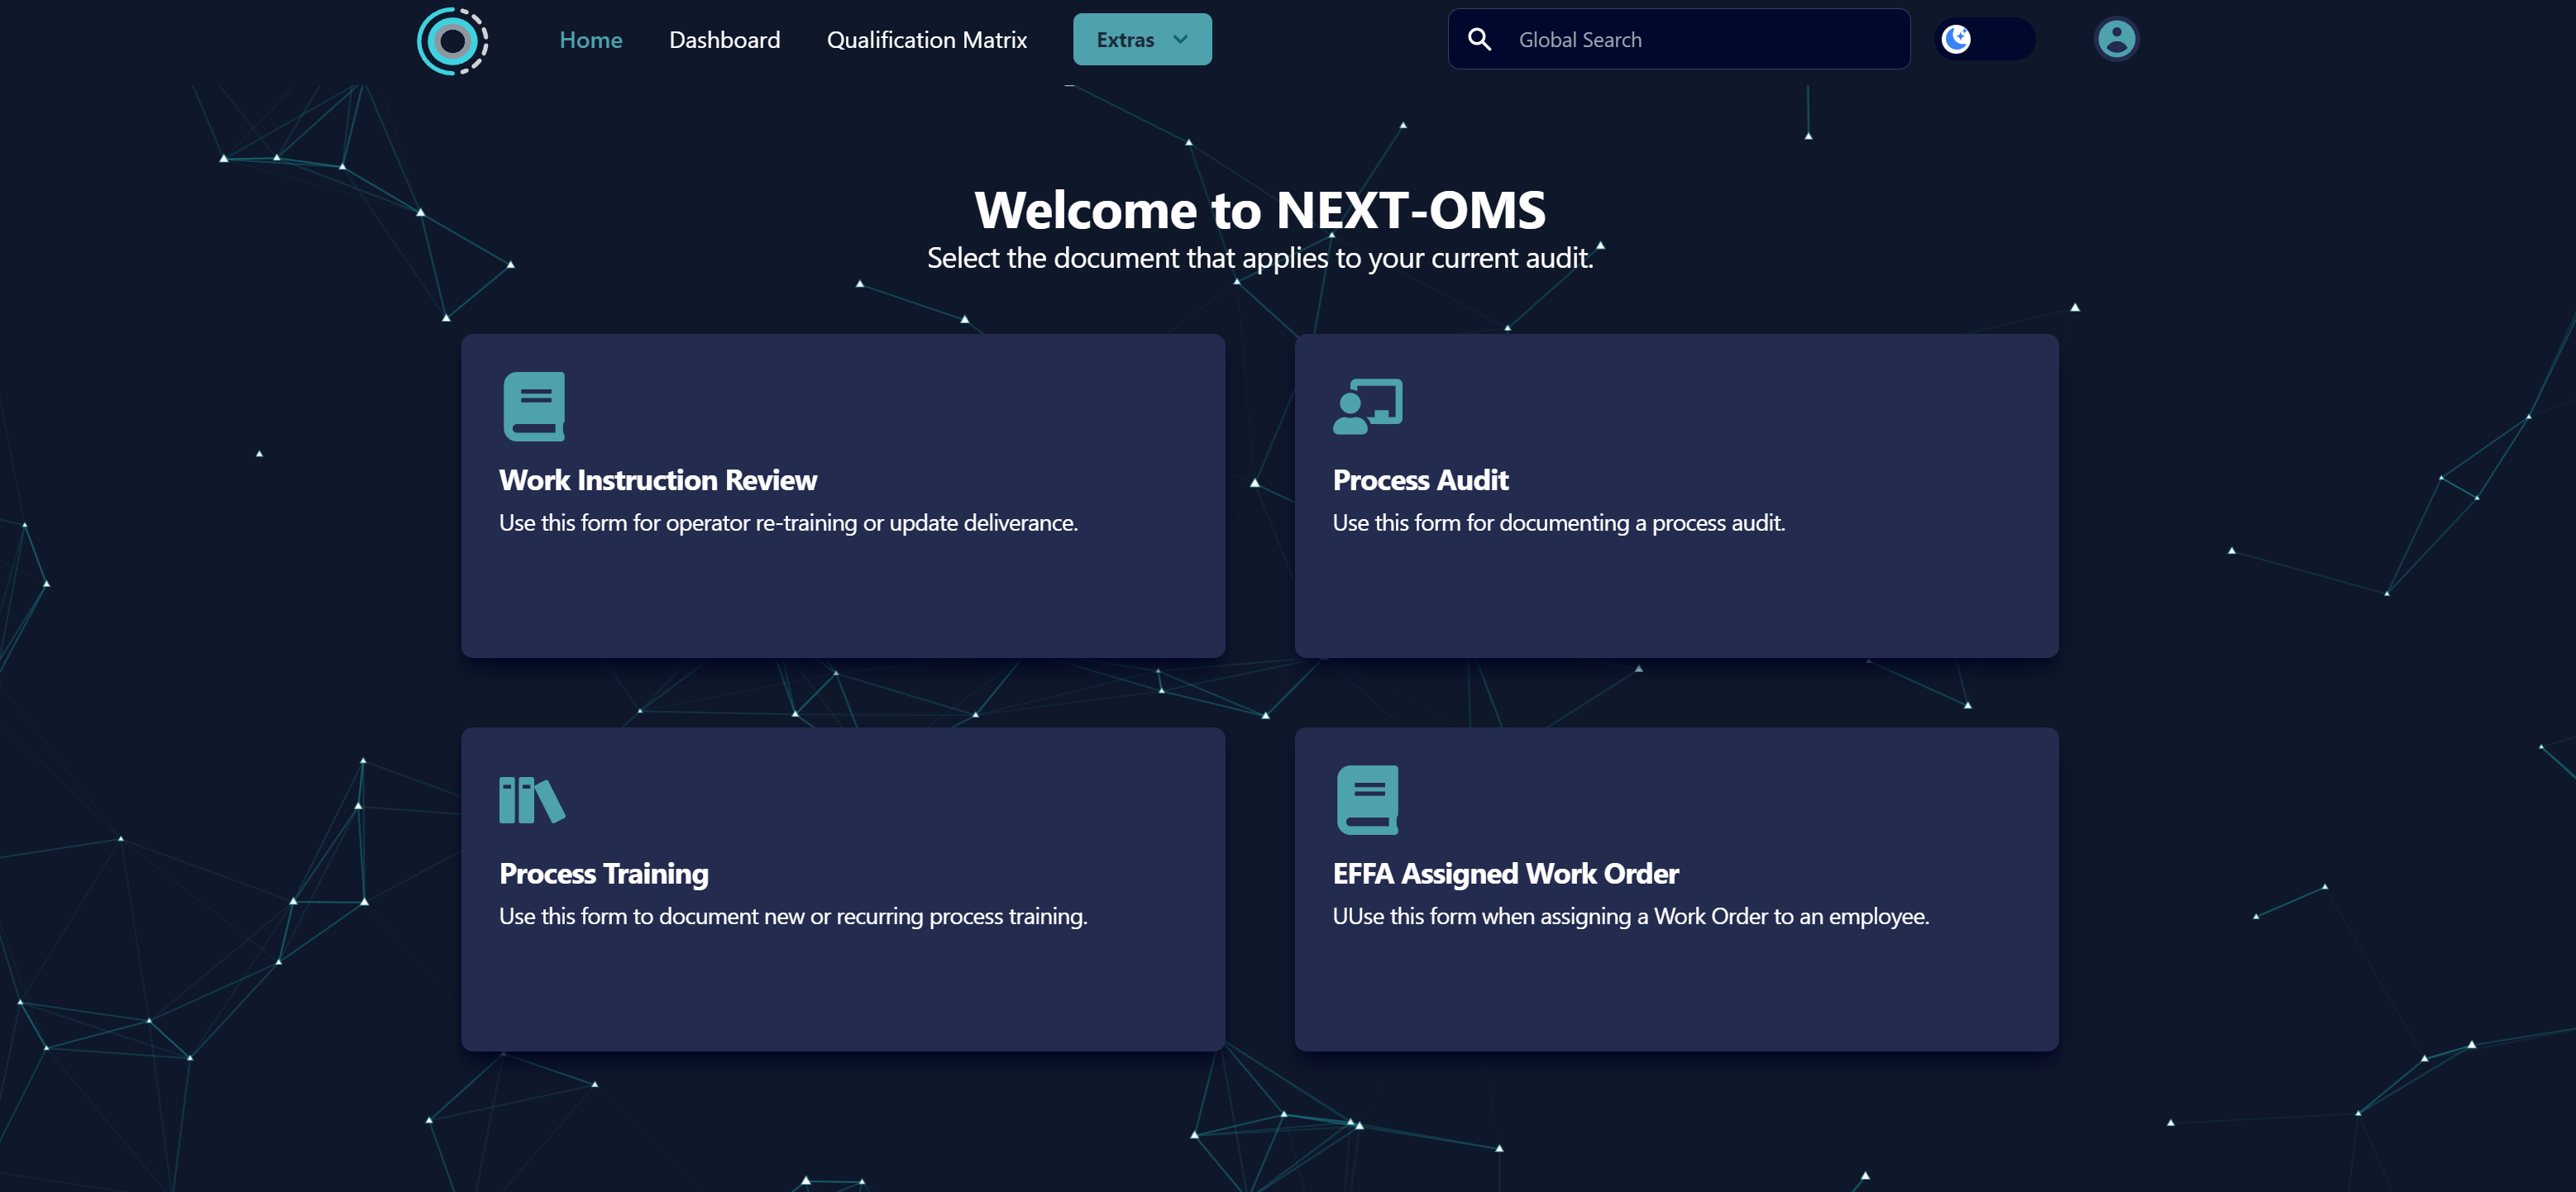 Home
Dashboard
Qualification Matrix
Extras
Global Search
Welcome to NEXT-OMS
Select the document that applies to your current audit.
Work Instruction Review
Use this form for operator re-training or update deliverance.
Process Audit
Use this form for documenting a process audit.
Process Training
Use this form to document new or recurring process training.
EFFA Assigned Work Order
UUse this form when assigning a Work Order to an employee.